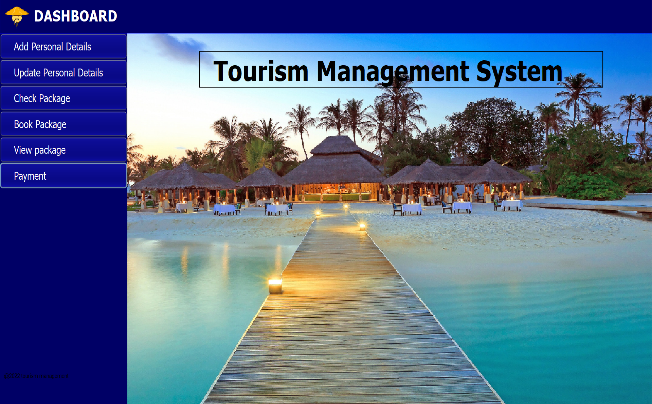 DASHBOARD
Tourism Management System
Add Personal Details
Update Personal Details
Check Package
Book Package
View package
Payment